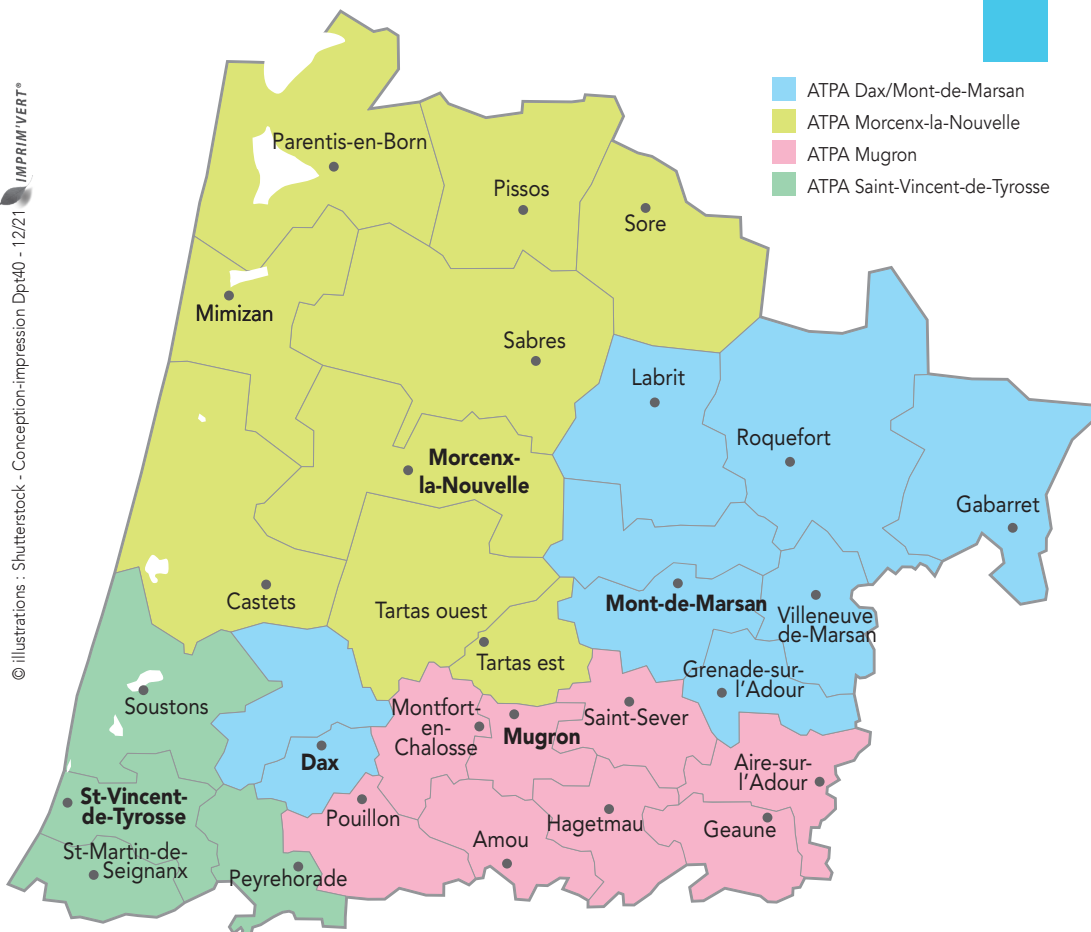 © illustrations : Shutterstock - Conception-impression Dpt40 - 12/21 IMPRIM'VERT®
ATPA Dax/Mont-de-Marsan
ATPA Morcenx-la-Nouvelle
ATPA Mugron
ATPA Saint-Vincent-de-Tyrosse
Parentis-en-Born
Pissos
Sore
Mimizan
Sabres
Labrit
Roquefort
Morcenx-
la-Nouvelle
Gabarret
Castets
Tartas ouest
Mont-de-Marsan
Villeneuve
de-Marsan
Tartas est
Grenade-sur-
l'Adour
Soustons
Montfort-
en-
Chalosse
Mugron
Saint-Sever
Dax
Aire-sur-
l'Adour
St-Vincent-
de-Tyrosse
Pouillon
Amou
Hagetmau
Geaune
St-Martin-de-
Seignanx
Peyrehorade